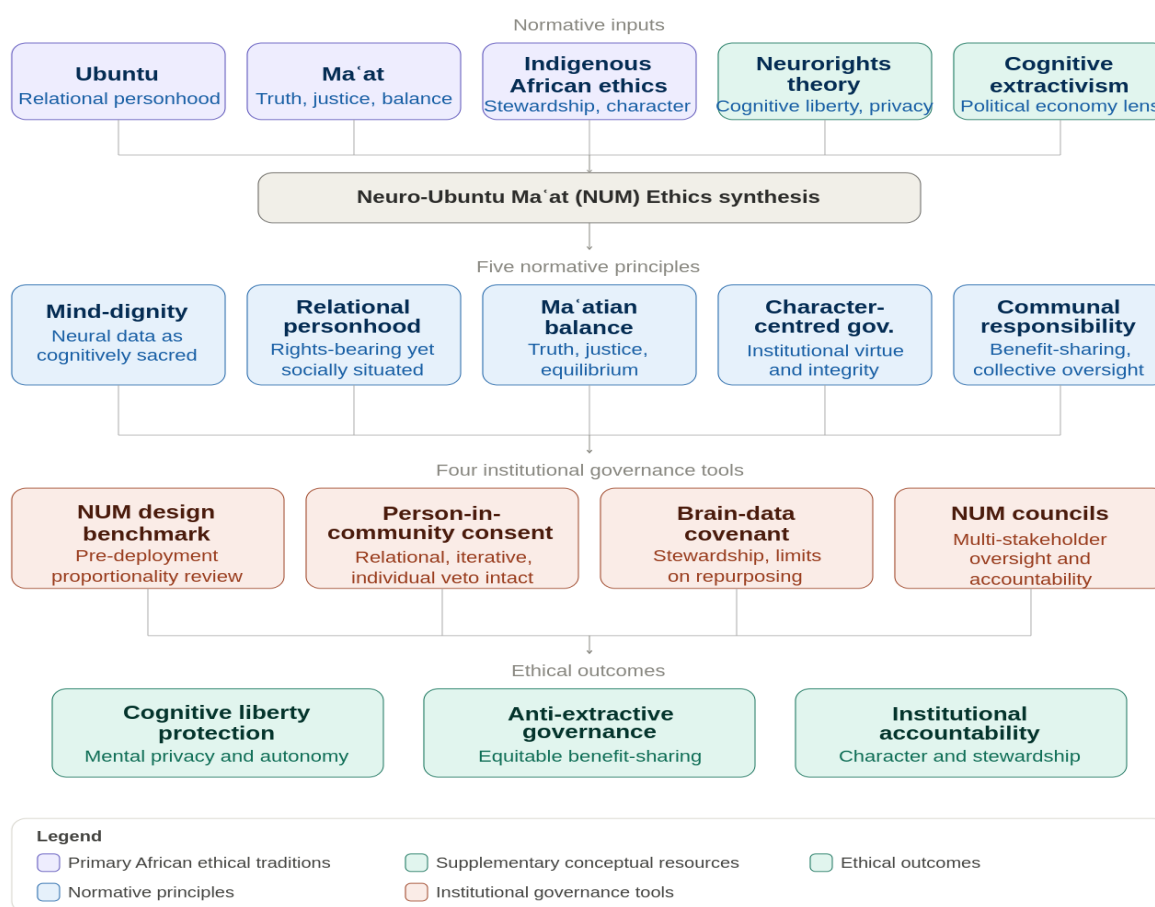 Normative inputs
Ubuntu
Relational personhood
Maʿat
Truth, justice, balance
Indigenous
African ethics
Stewardship, character
Neurorights
theory
Cognitive liberty, privacy
Cognitive
extractivism
Political economy lens
Neuro-Ubuntu Maʿat (NUM) Ethics synthesis
Five normative principles
Mind-dignity
Neural data as
cognitively sacred
Relational
personhood
Rights-bearing yet
socially situated
Maʿatian
balance
Truth, justice,
equilibrium
Character-
centred gov.
Institutional virtue
and integrity
Communal
responsibility
Benefit-sharing,
collective oversight
Four institutional governance tools
NUM design
benchmark
Pre-deployment
proportionality review
Person-in-
community consent
Relational, iterative,
individual veto intact
Brain-data
covenant
Stewardship, limits
on repurposing
NUM councils
Multi-stakeholder
oversight and
accountability
Ethical outcomes
Cognitive liberty
protection
Mental privacy and autonomy
Anti-extractive
governance
Equitable benefit-sharing
Institutional
accountability
Character and stewardship
Legend
Primary African ethical traditions
Supplementary conceptual resources
Ethical outcomes
Normative principles
Institutional governance tools